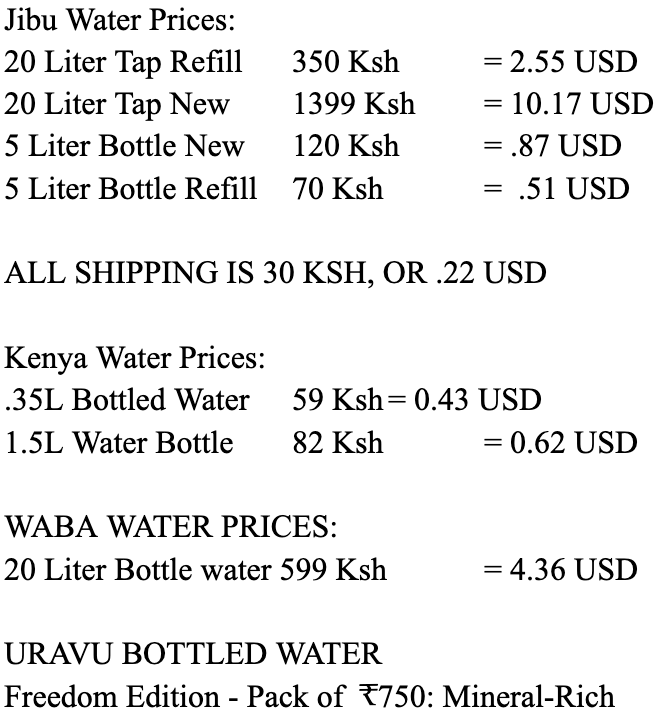 Jibu Water Prices:
20 Liter Tap Refill 350 Ksh = 2.55 USD
20 Liter Tap New 1399 Ksh = 10.17 USD
5 Liter Bottle New 120 Ksh = .87 USD
5 Liter Bottle Refill 70 Ksh = .51 USD
ALL SHIPPING IS 30 KSH, OR .22 USD
Kenya Water Prices:
.35L Bottled Water 59 Ksh = 0.43 USD
1.5L Water Bottle 82 Ksh = 0.62 USD
WABA WATER PRICES:
20 Liter Bottle water 599 Ksh = 4.36 USD
URAVU BOTTLED WATER
Freedom Edition - Pack of ₹750: Mineral-Rich